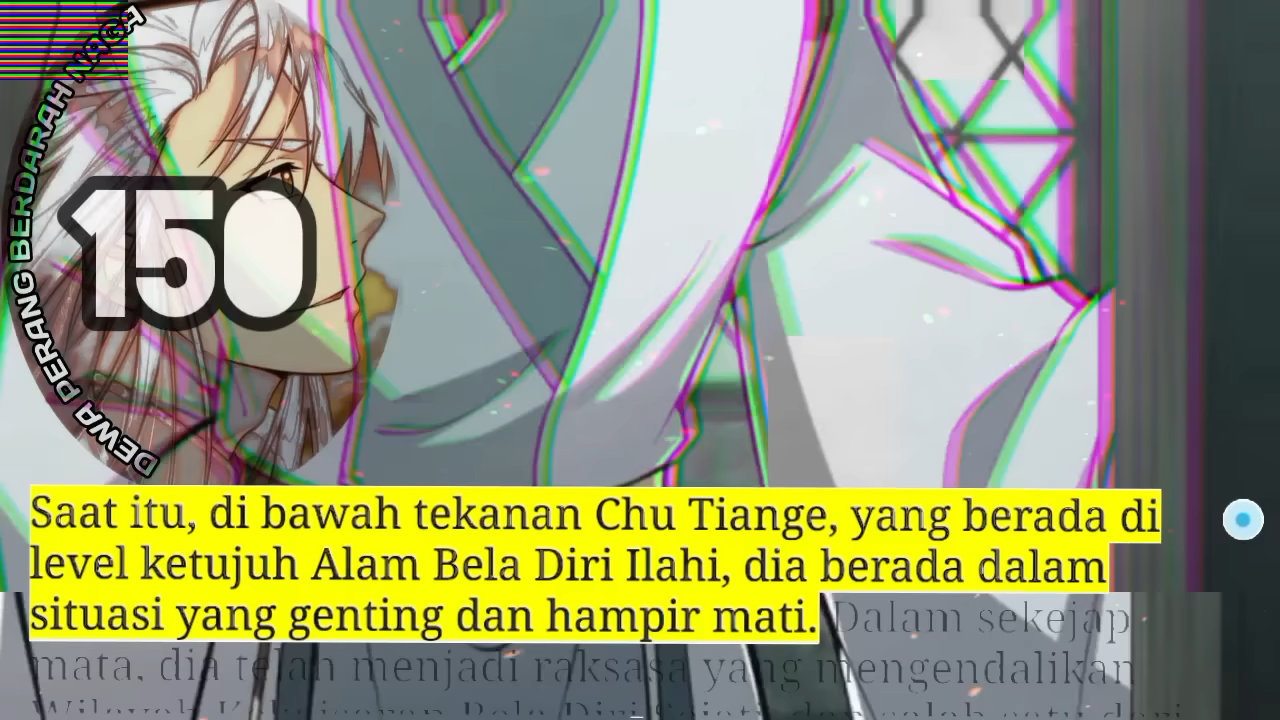 DEWA PERANG BERDARAH NAGA
150
Saat itu, di bawah tekanan Chu Tiange, yang berada di
level ketujuh Alam Bela Diri Ilahi, dia berada dalam
situasi yang genting dan hampir mati. Dalam sekejap
mata, dia telah menjadi raksasa yang mengendalikan
Bela Diri